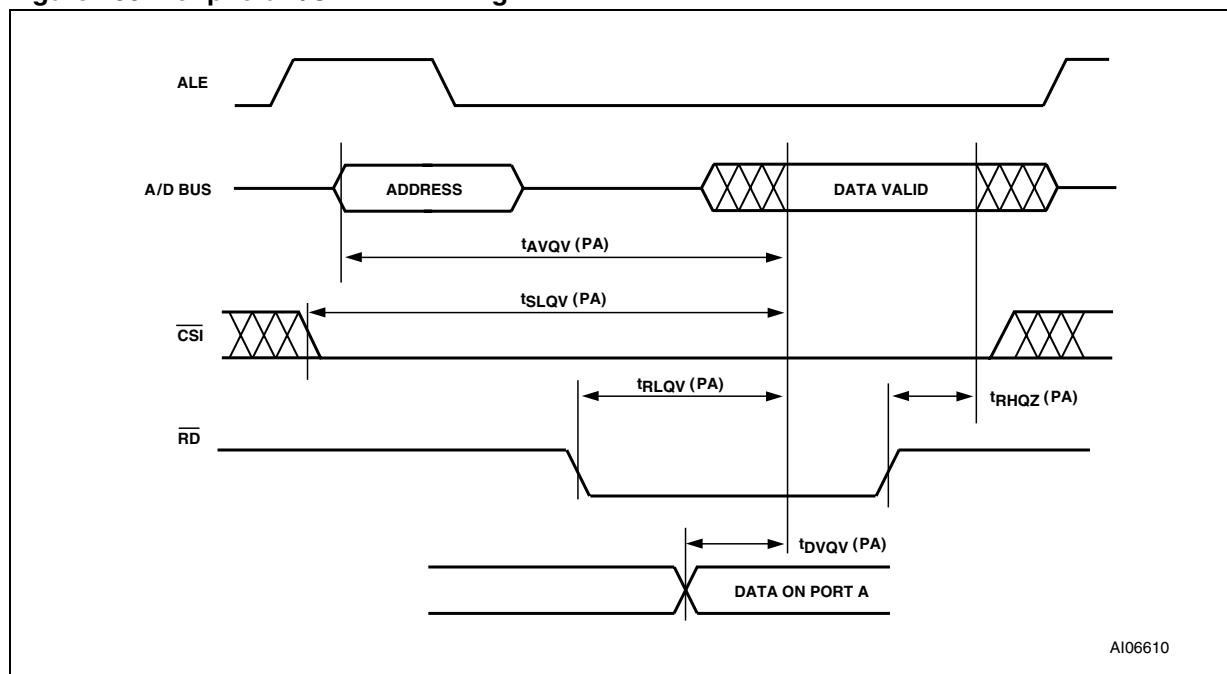 ALE
A/D BUS
ADDRESS
DATA VALID
tAVQV (PA)
tSLQV (PA)
CSI
tRLQV (PA)
tRHQZ (PA)
RD
tDVQV (PA)
DATA ON PORT A
AI06610